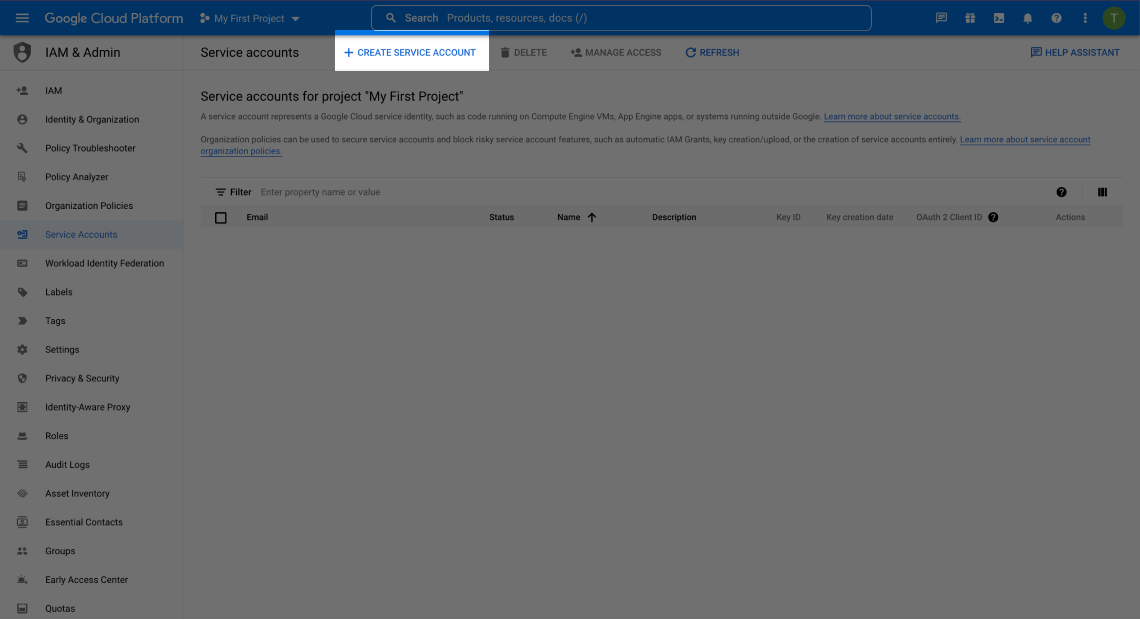 Google Cloud Platform
My First Project
Search Products, resources, docs (/)
T
IAM & Admin
Service accounts
+ CREATE SERVICE ACCOUNT
DELETE
MANAGE ACCESS
REFRESH
HELP ASSISTANT
IAM
Identity & Organization
Policy Troubleshooter
Policy Analyzer
Organization Policies
Service Accounts
Workload Identity Federation
Labels
Tags
Settings
Privacy & Security
Identity-Aware Proxy
Roles
Audit Logs
Asset Inventory
Essential Contacts
Groups
Early Access Center
Quotas
Service accounts for project "My First Project"
A service account represents a Google Cloud service identity, such as code running on Compute Engine VMs, App Engine apps, or systems running outside Google. Learn more about service accounts.
Organization policies can be used to secure service accounts and block risky service account features, such as automatic IAM Grants, key creation/upload, or the creation of service accounts entirely. Learn more about service account
organization policies.
Filter Enter property name or value
Email Status Name Description Key ID Key creation date OAuth 2 Client ID Actions